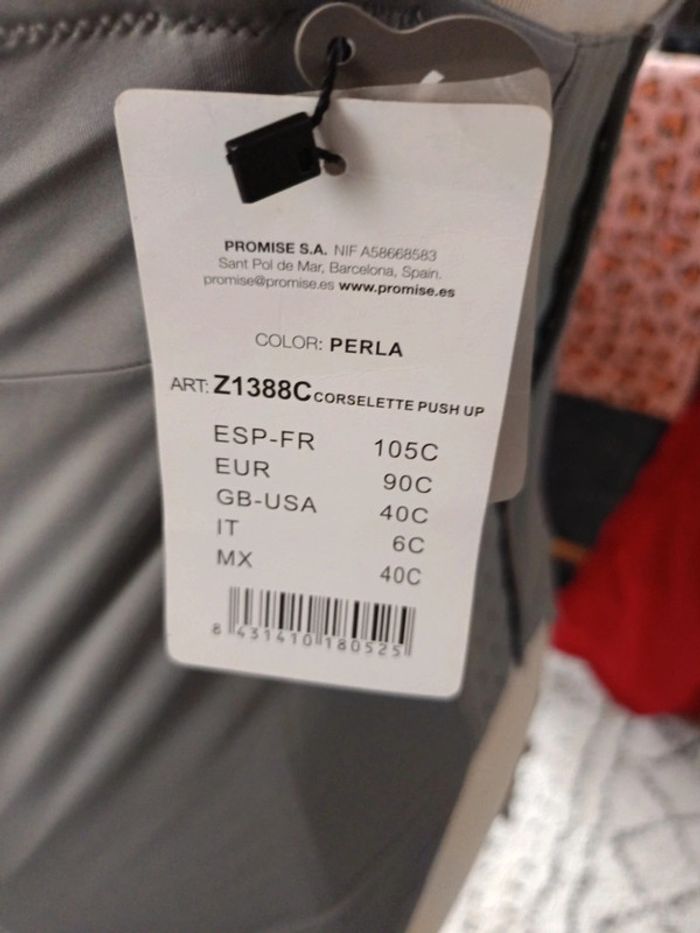 PROMISE S.A. NIF A58668583
Sant Pol de Mar, Barcelona, Spain.
promise@promise.es www.promise.es
COLOR: PERLA
ART: Z1388C CORSELETTE PUSH UP
ESP-FR 105C
EUR 90C
GB-USA 40C
IT 6C
MX 40C
8 431410 180525